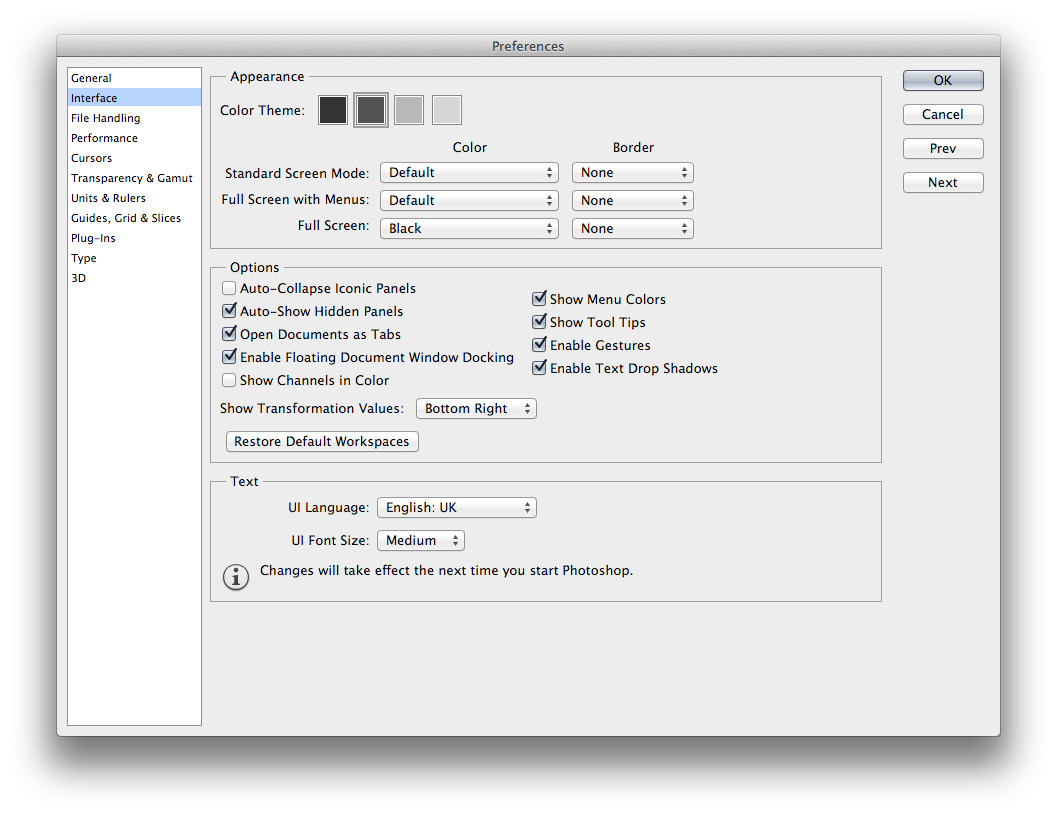 Preferences
General
Interface
File Handling
Performance
Cursors
Transparency & Gamut
Units & Rulers
Guides, Grid & Slices
Plug-Ins
Type
3D
Appearance
Color Theme:
Color Border
Standard Screen Mode: Default None
Full Screen with Menus: Default None
Full Screen: Black None
Options
Auto-Collapse Iconic Panels
Auto-Show Hidden Panels
Open Documents as Tabs
Enable Floating Document Window Docking
Show Channels in Color
Show Menu Colors
Show Tool Tips
Enable Gestures
Enable Text Drop Shadows
Show Transformation Values: Bottom Right
Restore Default Workspaces
Text
UI Language: English: UK
UI Font Size: Medium
Changes will take effect the next time you start Photoshop.
OK
Cancel
Prev
Next